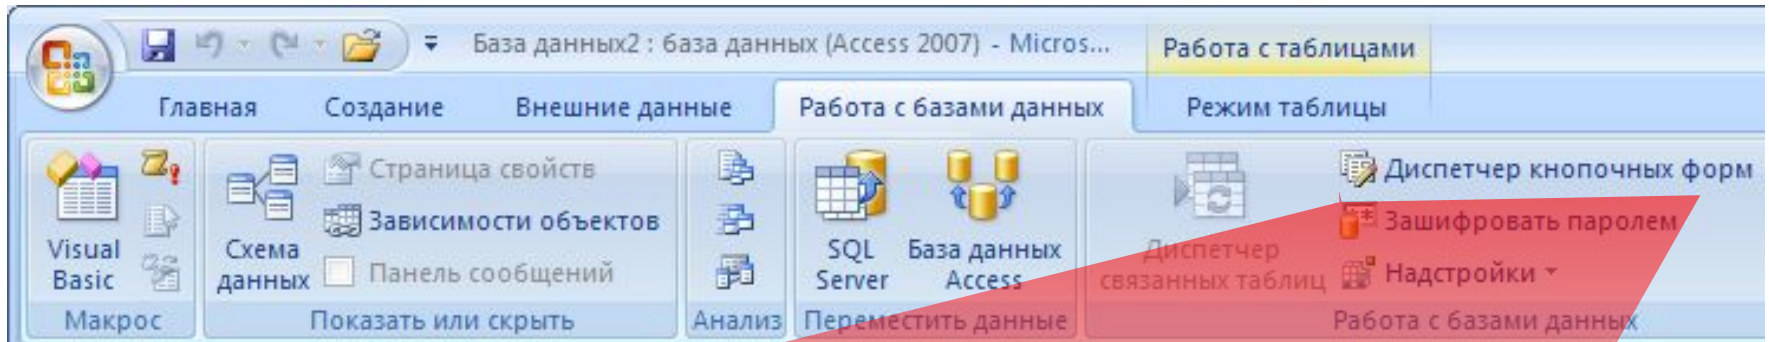 База данных2 : база данных (Access 2007) - Micros...
Работа с таблицами
Главная
Создание
Внешние данные
Работа с базами данных
Режим таблицы
Visual
Basic
Макрос
Схема
данных
Страница свойств
Зависимости объектов
Панель сообщений
Показать или скрыть
Анализ
SQL
Server
База данных
Access
Переместить данные
Диспетчер
связанных таблиц
Диспетчер кнопочных форм
Зашифровать паролем
Надстройки
Работа с базами данных